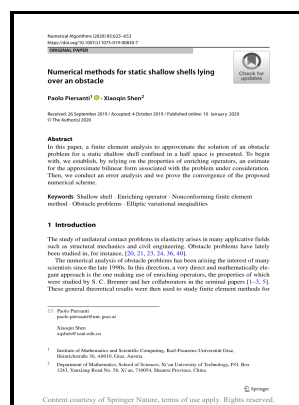 Numerical Algorithms (2020) 85:623–652
https://doi.org/10.1007/s11075-019-00830-7
ORIGINAL PAPER
Check for
updates
Numerical methods for static shallow shells lying
over an obstacle
Paolo Piersanti1 · Xiaoqin Shen2
Received: 26 September 2019 / Accepted: 4 October 2019 / Published online: 10 January 2020
© The Author(s) 2020
Abstract
In this paper, a finite element analysis to approximate the solution of an obstacle
problem for a static shallow shell confined in a half space is presented. To begin
with, we establish, by relying on the properties of enriching operators, an estimate
for the approximate bilinear form associated with the problem under consideration.
Then, we conduct an error analysis and we prove the convergence of the proposed
numerical scheme.
Keywords Shallow shell · Enriching operator · Nonconforming finite element
method · Obstacle problems · Elliptic variational inequalities
1 Introduction
The study of unilateral contact problems in elasticity arises in many applicative fields
such as structural mechanics and civil engineering. Obstacle problems have lately
been studied in, for instance, [20, 21, 23, 24, 36, 40].
The numerical analysis of obstacle problems has been arising the interest of many
scientists since the late 1990s. In this direction, a very direct and mathematically ele-
gant approach is the one making use of enriching operators, the properties of which
were studied by S. C. Brenner and her collaborators in the seminal papers [1–3, 5].
These general theoretical results were then used to study finite element methods for
Paolo Piersanti
paolo.piersanti@uni-graz.at
Xiaoqin Shen
xqshen@xaut.edu.cn
1 Institute of Mathematics and Scientific Computing, Karl-Franzens-Universität Graz,
Heinrichstraße 36, A8010, Graz, Austria
2 Department of Mathematics, School of Sciences, Xi'an University of Technology, P.O. Box
1243, Yanxiang Road No. 58, Xi'an, 710054, Shaanxi Province, China
Springer
Content courtesy of Springer Nature, terms of use apply. Rights reserved.